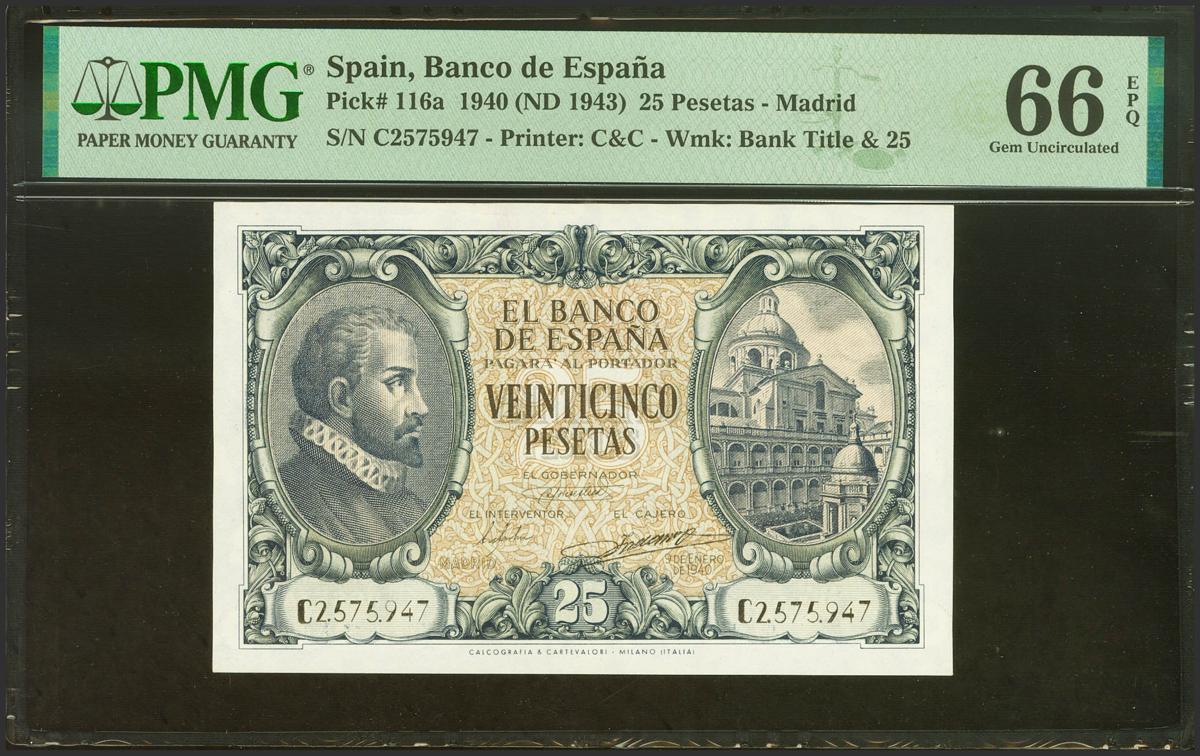 PMG®
PAPER MONEY GUARANTY
Spain, Banco de España
Pick# 116a 1940 (ND 1943) 25 Pesetas - Madrid
S/N C2575947 - Printer: C&C - Wmk: Bank Title & 25
66
EPQ
Gem Uncirculated
EL BANCO
DE ESPAÑA
PAGARA AL PORTADOR
25
VEINTICINCO
PESETAS
EL GOBERNADOR
EL INTERVENTOR
EL CAJERO
MADRID
9 DE ENERO
DE 1940
C2.575.947
25
C2.575.947
CALCOGRAFIA & CARTEVALORI - MILANO (ITALIA)